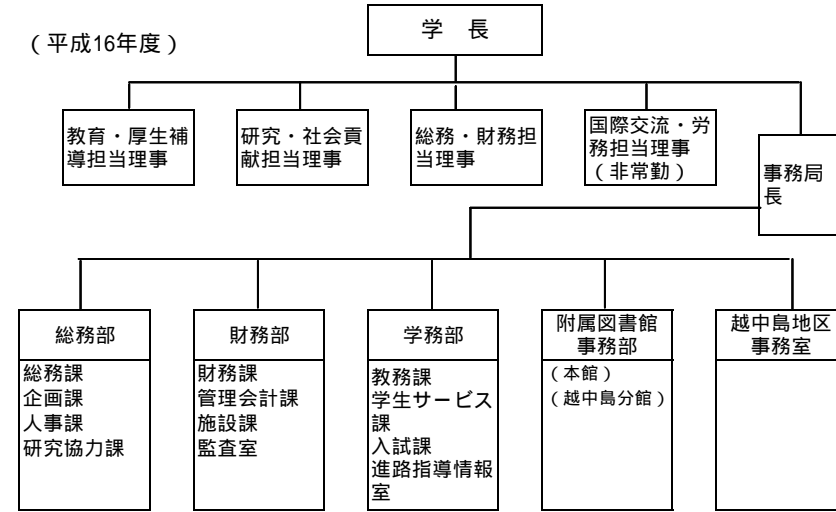 (平成16年度)
学 長
教育・厚生補
導担当理事
研究・社会貢
献担当理事
総務・財務担
当理事
国際交流・労
務担当理事
(非常勤)
事務局
長
総務部
総務課
企画課
人事課
研究協力課
財務部
財務課
管理会計課
施設課
監査室
学務部
教務課
学生サービス
課
入試課
進路指導情報
室
附属図書館
事務部
(本館)
(越中島分館)
越中島地区
事務室